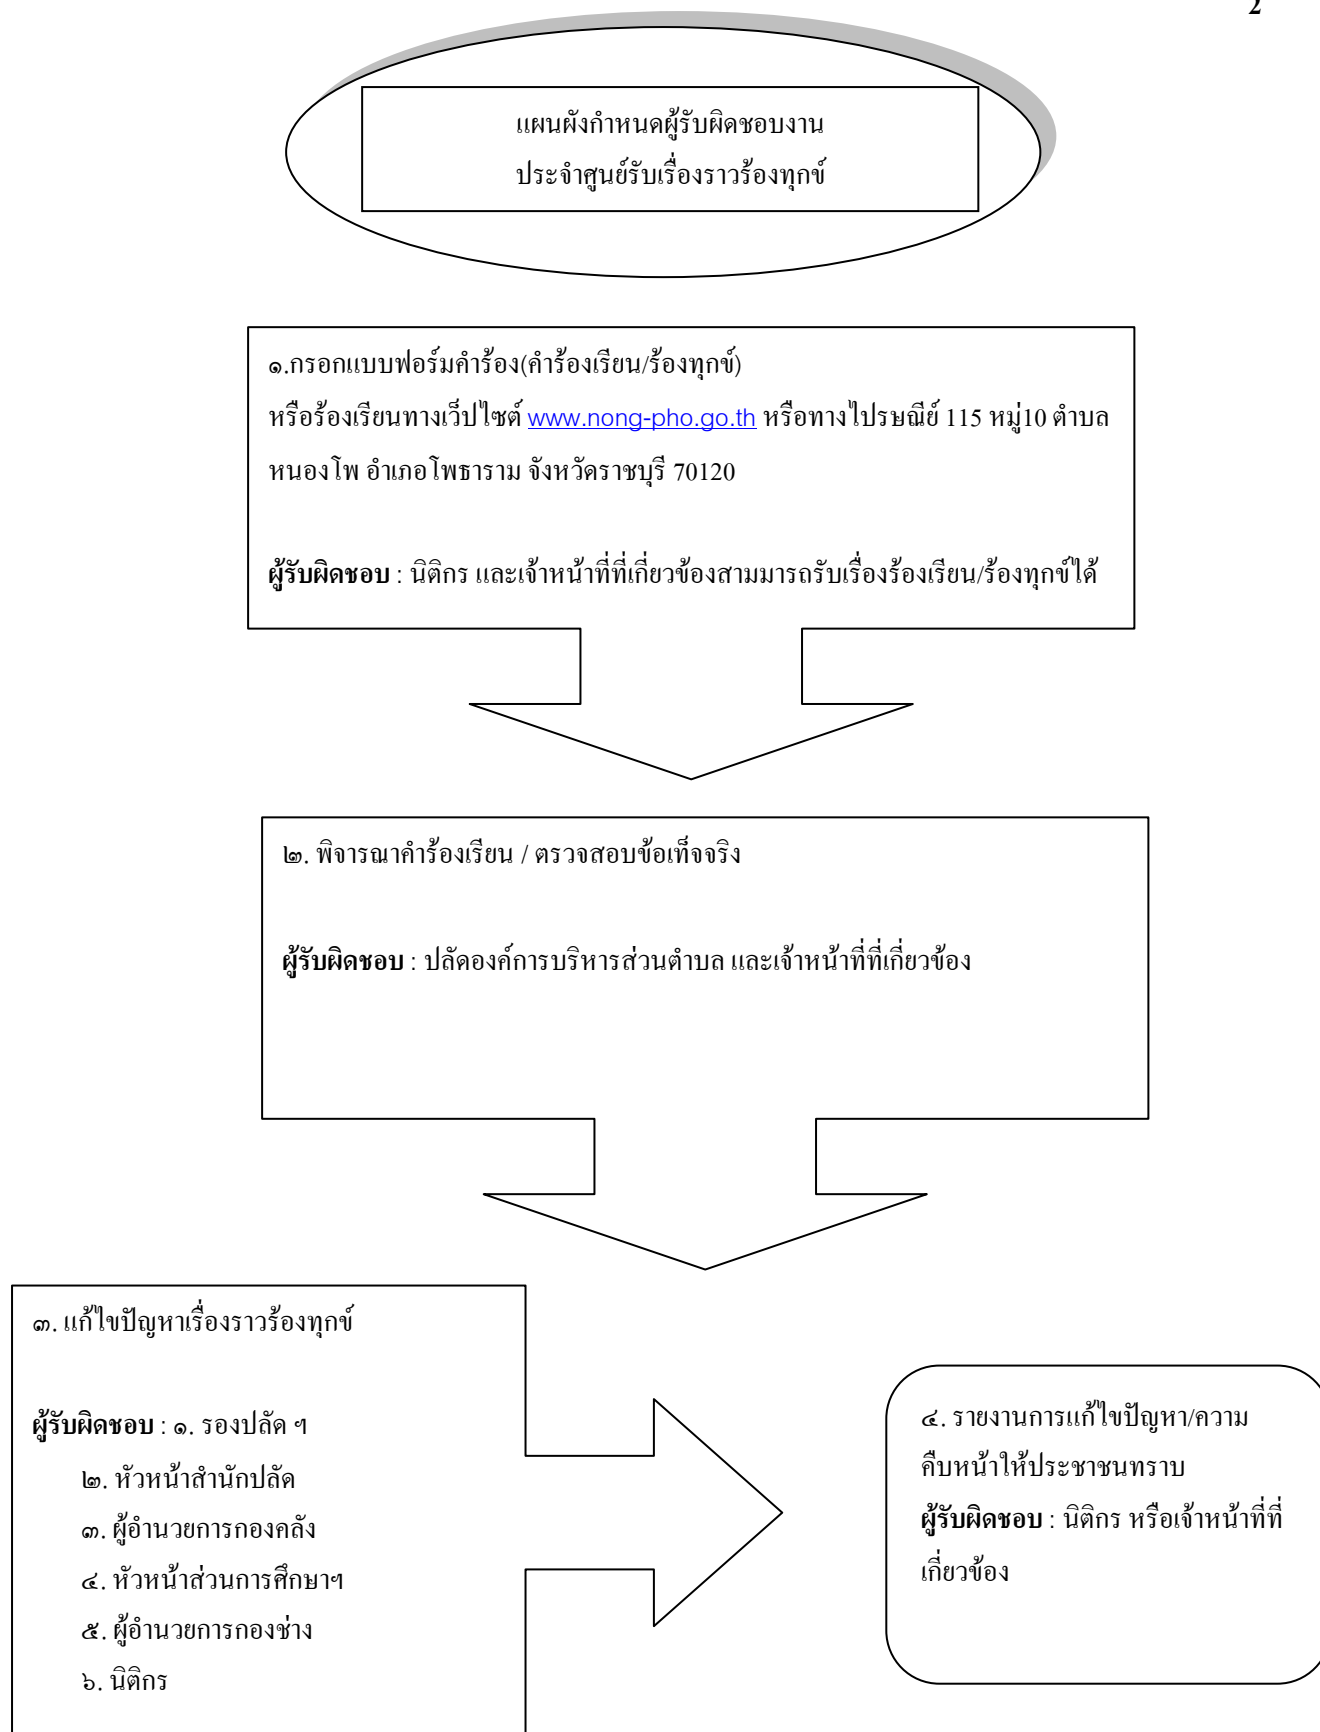 2
แผนผังกำหนดผู้รับผิดชอบงาน
ประจำศูนย์รับเรื่องราวร้องทุกข์
๑.กรอกแบบฟอร์มคำร้อง(คำร้องเรียน/ร้องทุกข์)
หรือร้องเรียนทางเว็ปไซต์ www.nong-pho.go.th หรือทางไปรษณีย์ 115 หมู่10 ตำบล
หนองโพ อำเภอโพธาราม จังหวัดราชบุรี 70120
ผู้รับผิดชอบ : นิติกร และเจ้าหน้าที่ที่เกี่ยวข้องสามมารถรับเรื่องร้องเรียน/ร้องทุกข์ได้
๒. พิจารณาคำร้องเรียน / ตรวจสอบข้อเท็จจริง
ผู้รับผิดชอบ : ปลัดองค์การบริหารส่วนตำบล และเจ้าหน้าที่ที่เกี่ยวข้อง
๓. แก้ไขปัญหาเรื่องราวร้องทุกข์
ผู้รับผิดชอบ : ๑. รองปลัด ฯ
๒. หัวหน้าสำนักปลัด
๓. ผู้อำนวยการกองคลัง
๔. หัวหน้าส่วนการศึกษาฯ
๕. ผู้อำนวยการกองช่าง
๖. นิติกร
๔. รายงานการแก้ไขปัญหา/ความ
คืบหน้าให้ประชาชนทราบ
ผู้รับผิดชอบ : นิติกร หรือเจ้าหน้าที่ที่
เกี่ยวข้อง